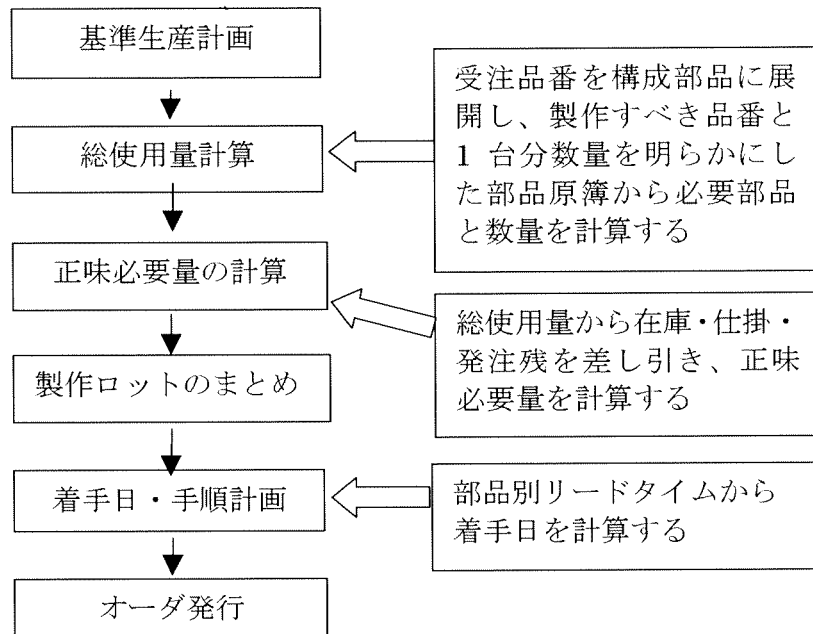 基準生産計画
総使用量計算
受注品番を構成部品に展
開し、製作すべき品番と
1 台分数量を明らかにし
た部品原簿から必要部品
と数量を計算する
正味必要量の計算
総使用量から在庫・仕掛・
発注残を差し引き、正味
必要量を計算する
製作ロットのまとめ
着手日・手順計画
部品別リードタイムから
着手日を計算する
オーダ発行